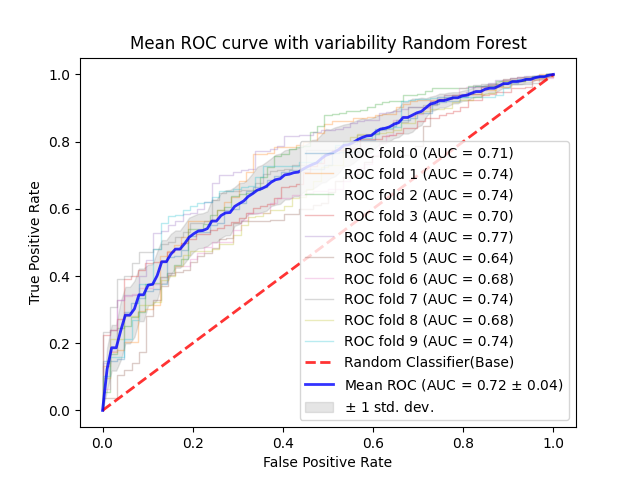 Mean ROC curve with variability Random Forest
True Positive Rate
1.0
0.8
0.6
0.4
0.2
0.0
ROC fold 0 (AUC = 0.71)
ROC fold 1 (AUC = 0.74)
ROC fold 2 (AUC = 0.74)
ROC fold 3 (AUC = 0.70)
ROC fold 4 (AUC = 0.77)
ROC fold 5 (AUC = 0.64)
ROC fold 6 (AUC = 0.68)
ROC fold 7 (AUC = 0.74)
ROC fold 8 (AUC = 0.68)
ROC fold 9 (AUC = 0.74)
Random Classifier(Base)
Mean ROC (AUC = 0.72 ± 0.04)
± 1 std. dev.
0.0 0.2 0.4 0.6 0.8 1.0
False Positive Rate